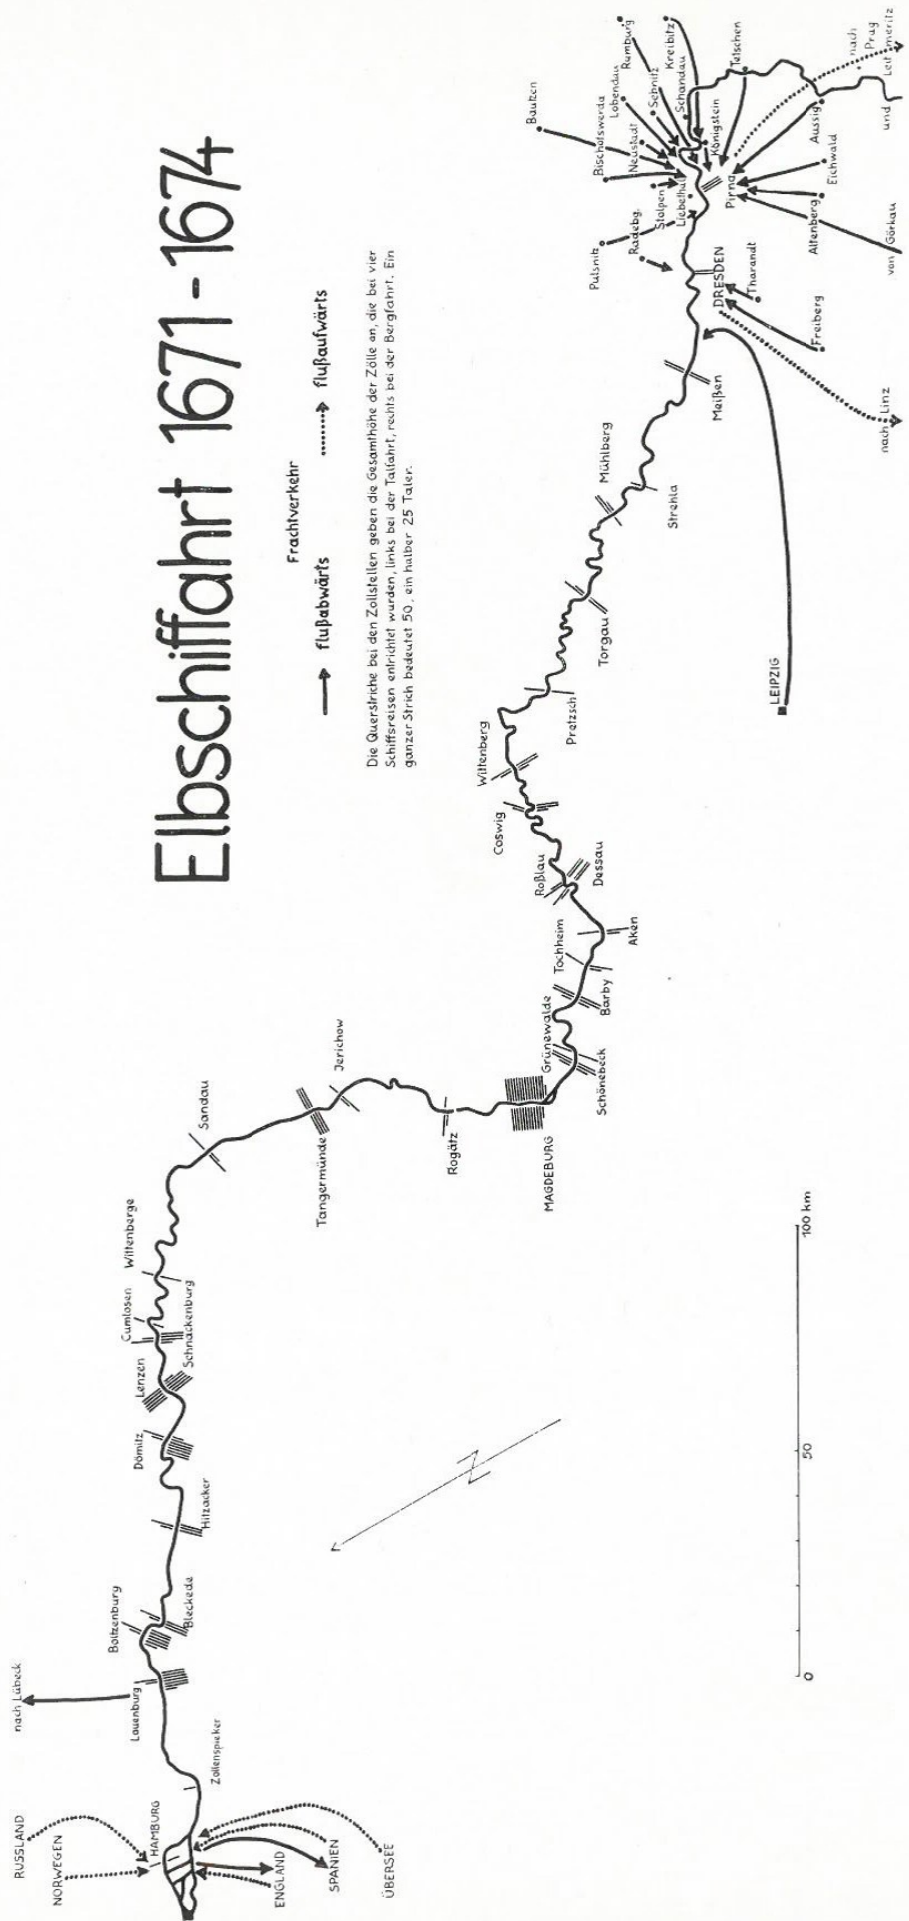 Elbschiffahrt 1671-1674
Frachtverkehr
flußabwärts
flußaufwärts
Die Querstriche bei den Zollstellen geben die Gesamthöhe der Zölle an, die bei vier
Schiffsreisen entrichtet wurden, links bei der Talfahrt, rechts bei der Bergfahrt. Ein
ganzer Strich bedeutet 50, ein halber 25 Taler.
RUSSLAND
NORWEGEN
HAMBURG
ENGLAND
SPANIEN
ÜBERSEE
Zollenspieker
nach Lübeck
Lauenburg
Boitzenburg
Bleckede
Hitzacker
Dömitz
Lenzen
Schnackenburg
Cumlosen
Wittenberge
Sandau
Tangermünde
Jerichow
Rogätz
MAGDEBURG
Schönebeck
Grünewalde
Barby
Tochheim
Aken
Roßlau
Dessau
Coswig
Wittenberg
Pretzsch
Torgau
Mühlberg
Strehla
LEIPZIG
Meißen
nach Linz
Freiberg
Tharandt
DRESDEN
Radebg.
Pulsnitz
Liebethal
Stolpen
Bischofswerda
Neustadt
Bautzen
Lobendau
Sebnitz
Rumburg
Schandau
Kreibitz
Königstein
Pirna
Tetschen
Aussig
Eichwald
Altenberg
von Görkau
nach
Prag
und Leitmeritz
0
50
100 km
N